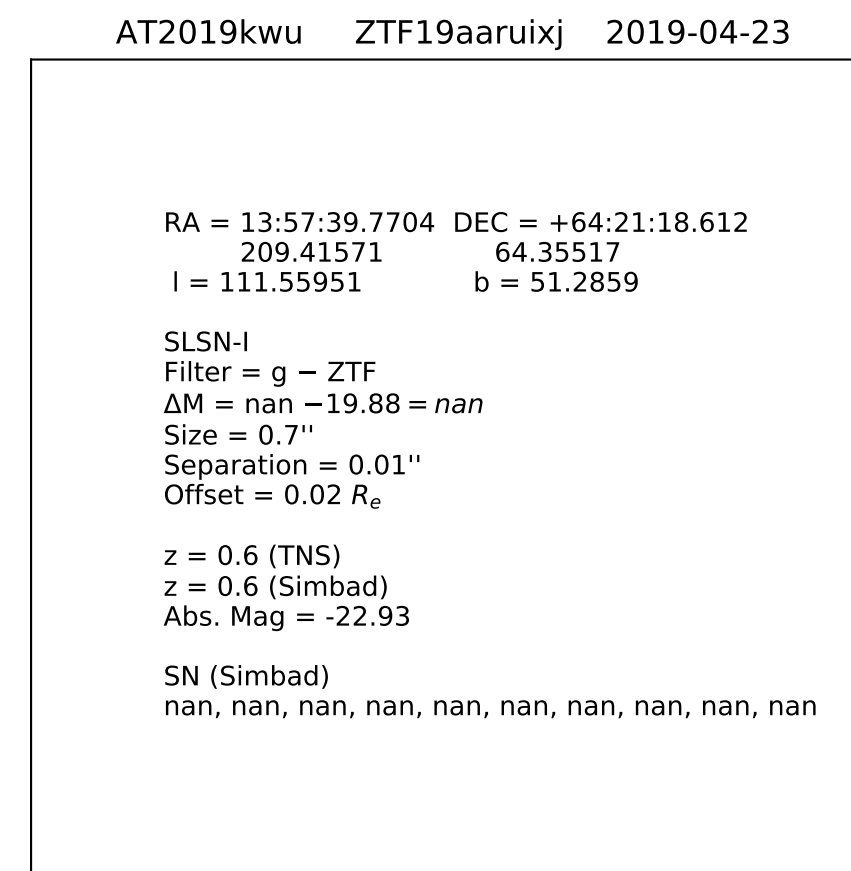 AT2019kwu ZTF19aaruixj 2019-04-23
RA = 13:57:39.7704 DEC = +64:21:18.612
209.41571 64.35517
l = 111.55951 b = 51.2859
SLSN-I
Filter = g − ZTF
ΔM = nan −19.88 = nan
Size = 0.7''
Separation = 0.01''
Offset = 0.02 Re
z = 0.6 (TNS)
z = 0.6 (Simbad)
Abs. Mag = -22.93
SN (Simbad)
nan, nan, nan, nan, nan, nan, nan, nan, nan, nan